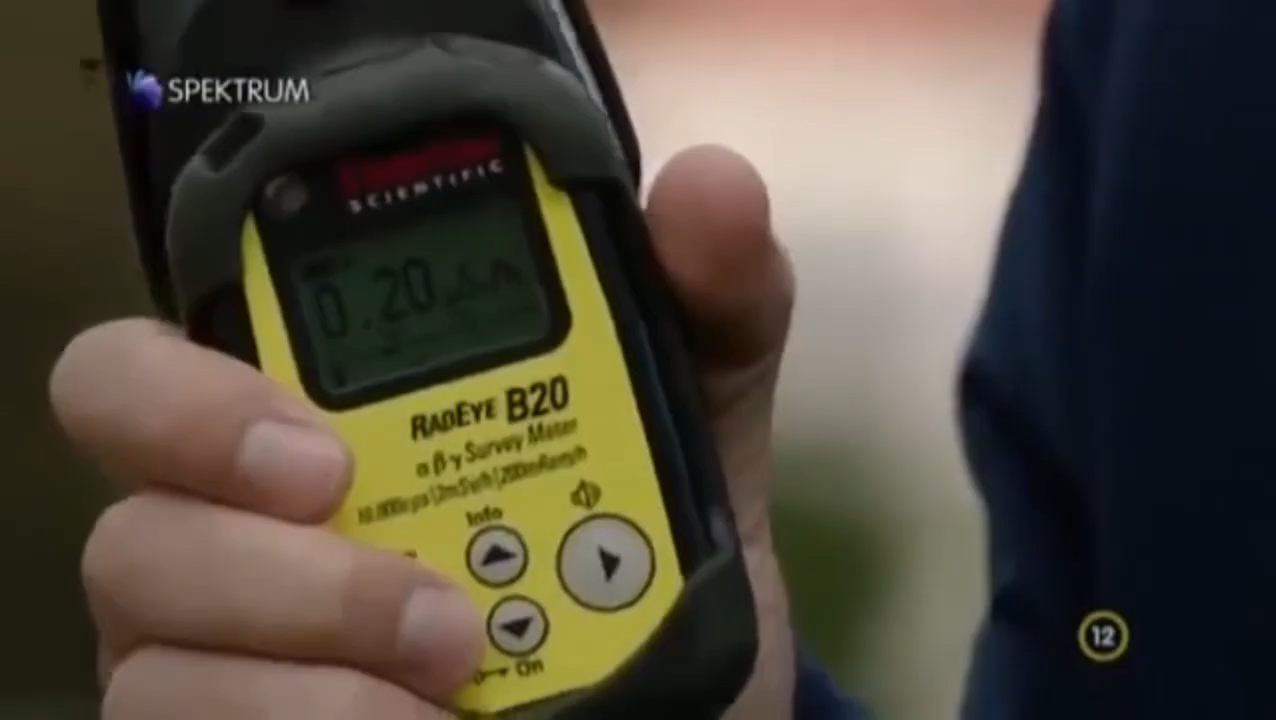 SPEKTRUM
SCIENTIFIC
0.20
RADEYE B20
α β γ Survey Meter
Info
On
12